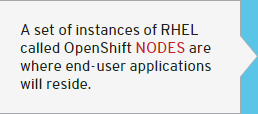 A set of instances of RHEL
called OpenShift NODES are
where end-user applications
will reside.